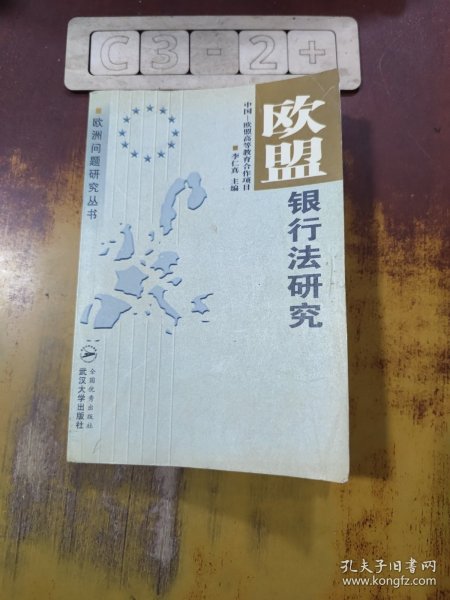 C3-2+
欧盟
银行法研究
中国—欧盟高等教育合作项目
李仁真 主编
欧洲问题研究丛书
全国优秀出版社
武汉大学出版社
孔夫子旧书网
www.kongfz.com